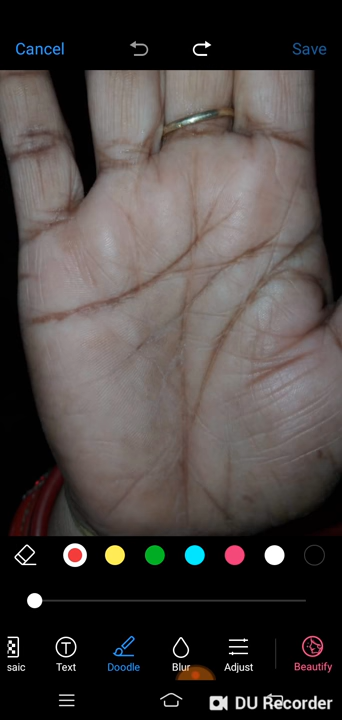 Cancel
Save
saic
Text
Doodle
Blur
Adjust
Beautify
DU Recorder